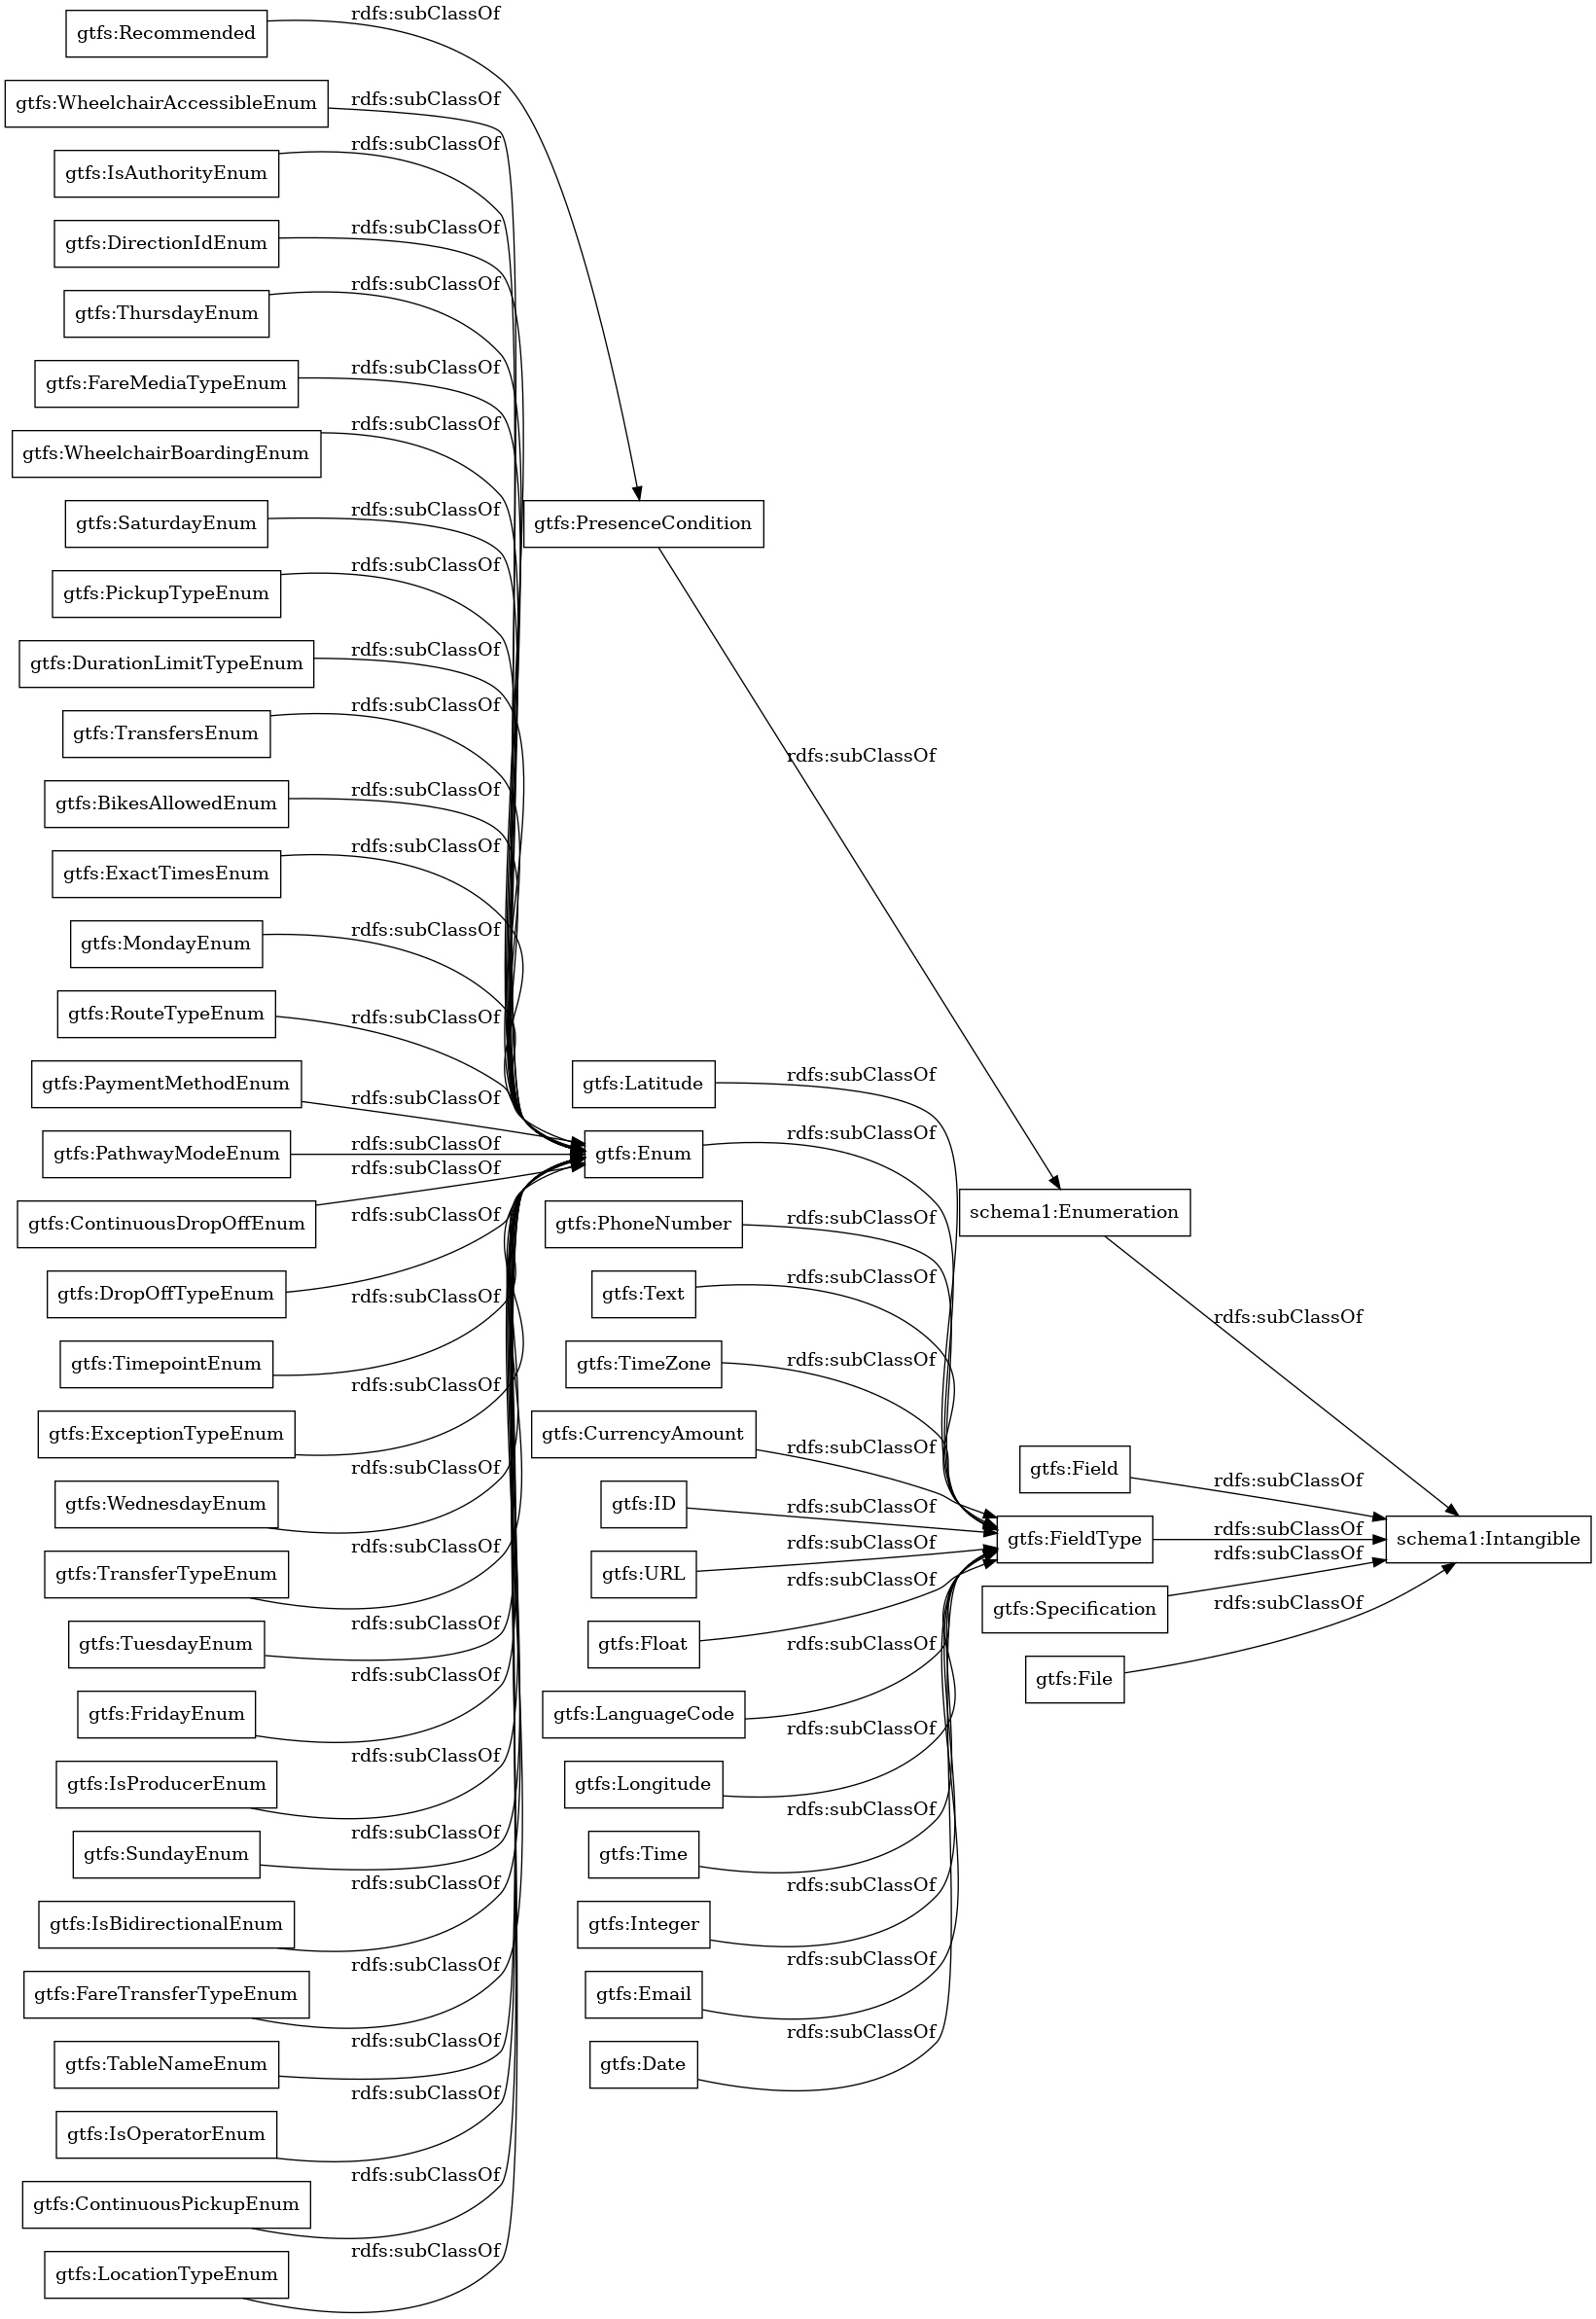 gtfs:Recommended
rdfs:subClassOf
gtfs:WheelchairAccessibleEnum
rdfs:subClassOf
gtfs:IsAuthorityEnum
rdfs:subClassOf
gtfs:DirectionIdEnum
rdfs:subClassOf
gtfs:ThursdayEnum
rdfs:subClassOf
gtfs:FareMediaTypeEnum
rdfs:subClassOf
gtfs:WheelchairBoardingEnum
rdfs:subClassOf
gtfs:SaturdayEnum
rdfs:subClassOf
gtfs:PickupTypeEnum
rdfs:subClassOf
gtfs:DurationLimitTypeEnum
rdfs:subClassOf
gtfs:TransfersEnum
rdfs:subClassOf
gtfs:BikesAllowedEnum
rdfs:subClassOf
gtfs:ExactTimesEnum
rdfs:subClassOf
gtfs:MondayEnum
rdfs:subClassOf
gtfs:RouteTypeEnum
rdfs:subClassOf
gtfs:PaymentMethodEnum
rdfs:subClassOf
gtfs:PathwayModeEnum
rdfs:subClassOf
gtfs:ContinuousDropOffEnum
rdfs:subClassOf
gtfs:DropOffTypeEnum
rdfs:subClassOf
gtfs:TimepointEnum
rdfs:subClassOf
gtfs:ExceptionTypeEnum
rdfs:subClassOf
gtfs:WednesdayEnum
rdfs:subClassOf
gtfs:TransferTypeEnum
rdfs:subClassOf
gtfs:TuesdayEnum
rdfs:subClassOf
gtfs:FridayEnum
rdfs:subClassOf
gtfs:IsProducerEnum
rdfs:subClassOf
gtfs:SundayEnum
rdfs:subClassOf
gtfs:IsBidirectionalEnum
rdfs:subClassOf
gtfs:FareTransferTypeEnum
rdfs:subClassOf
gtfs:TableNameEnum
rdfs:subClassOf
gtfs:IsOperatorEnum
rdfs:subClassOf
gtfs:ContinuousPickupEnum
rdfs:subClassOf
gtfs:LocationTypeEnum
rdfs:subClassOf
gtfs:PresenceCondition
rdfs:subClassOf
gtfs:Latitude
rdfs:subClassOf
gtfs:Enum
rdfs:subClassOf
gtfs:PhoneNumber
rdfs:subClassOf
gtfs:Text
rdfs:subClassOf
gtfs:TimeZone
rdfs:subClassOf
gtfs:CurrencyAmount
rdfs:subClassOf
gtfs:ID
rdfs:subClassOf
gtfs:URL
rdfs:subClassOf
gtfs:Float
rdfs:subClassOf
gtfs:LanguageCode
rdfs:subClassOf
gtfs:Longitude
rdfs:subClassOf
gtfs:Time
rdfs:subClassOf
gtfs:Integer
rdfs:subClassOf
gtfs:Email
rdfs:subClassOf
gtfs:Date
rdfs:subClassOf
schema1:Enumeration
rdfs:subClassOf
gtfs:Field
rdfs:subClassOf
gtfs:FieldType
rdfs:subClassOf
gtfs:Specification
rdfs:subClassOf
gtfs:File
rdfs:subClassOf
schema1:Intangible